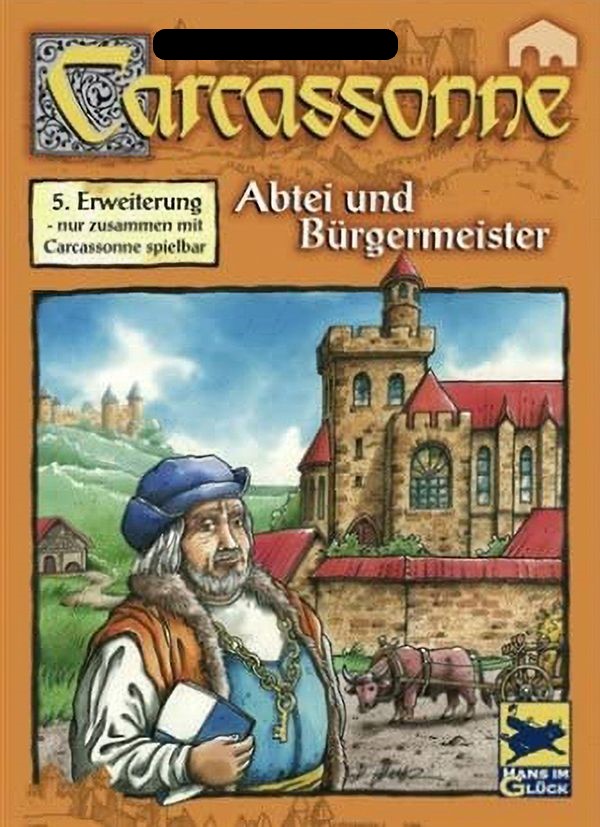 Carcassonne
5. Erweiterung
- nur zusammen mit
Carcassonne spielbar
Abtei und
Bürgermeister
HANS IM
GLÜCK